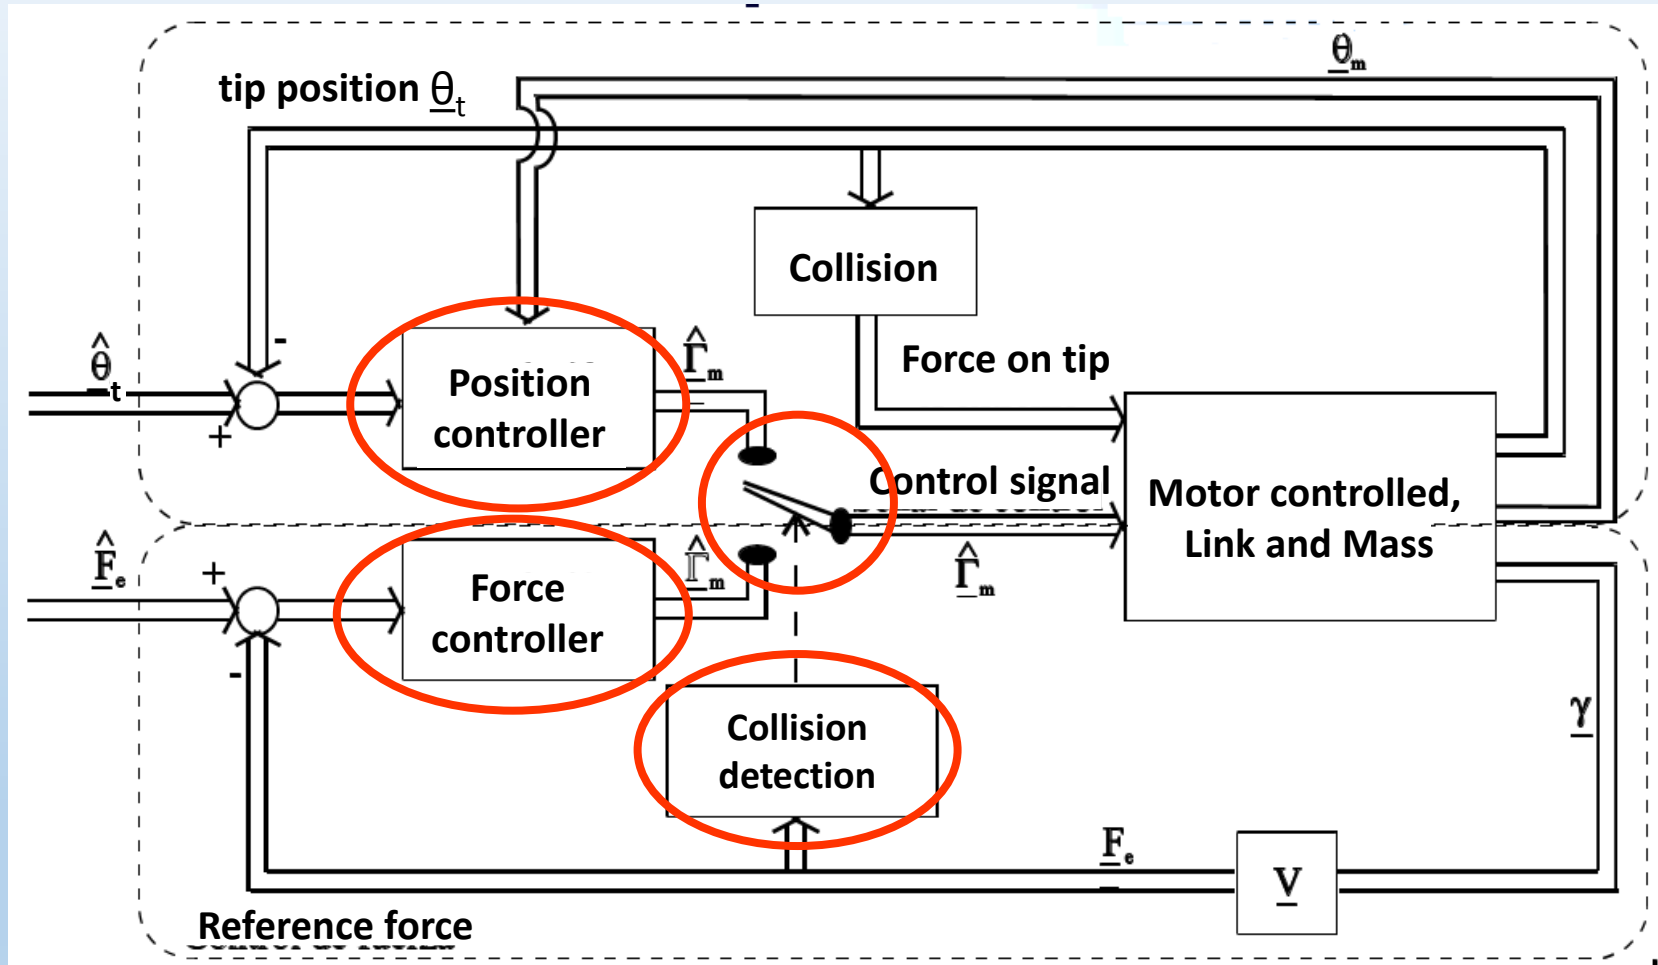 θm
tip position θt
Collision
-
θ̂t
Γ̂m
Force on tip
Position
controller
+
Control signal
Motor controlled,
Link and Mass
F̂e
+
Γ̂m
Γ̂m
Force
controller
-
γ
Collision
detection
Fe
V
Reference force